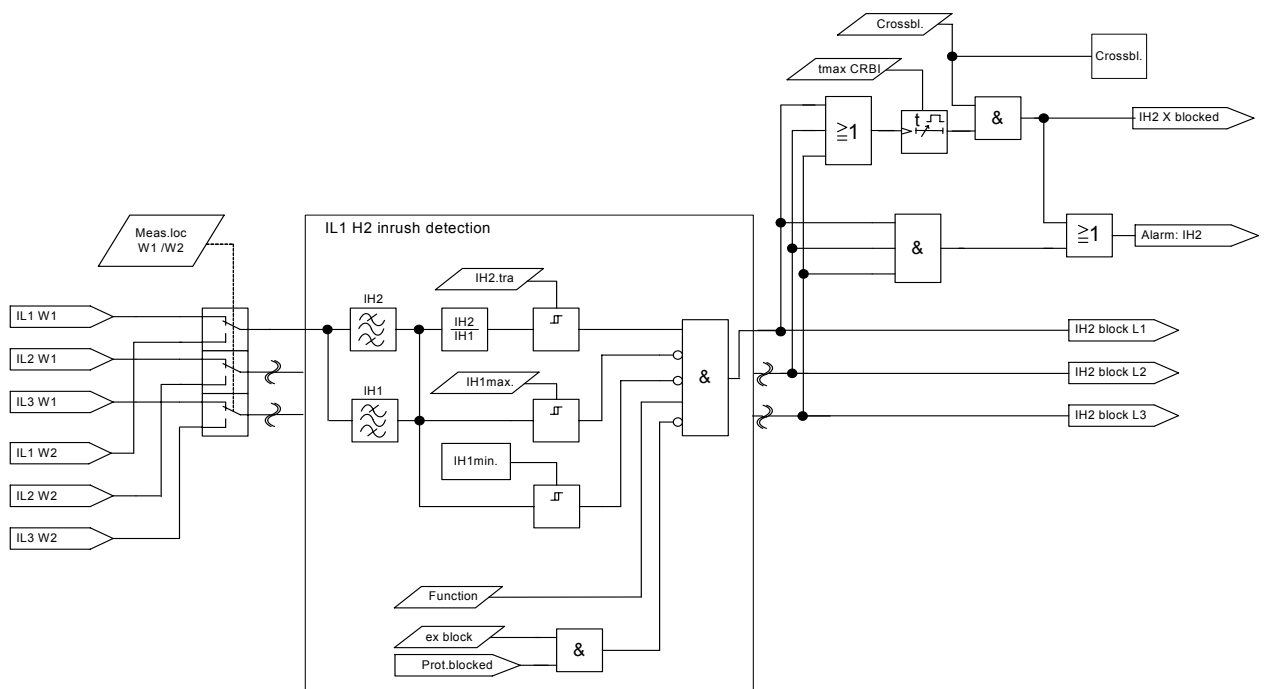 Crossbl.
Crossbl.
tmax CRBI
t
≧1
&
IH2 X blocked
Meas.loc
W1 /W2
IL1 H2 inrush detection
&
≧1
Alarm: IH2
IH2.tra
IL1 W1
IH2
IH2
IH1
IH2 block L1
IL2 W1
&
IH2 block L2
IL3 W1
IH1
IH1max.
IH2 block L3
IL1 W2
IH1min.
IL2 W2
IL3 W2
Function
ex block
&
Prot.blocked